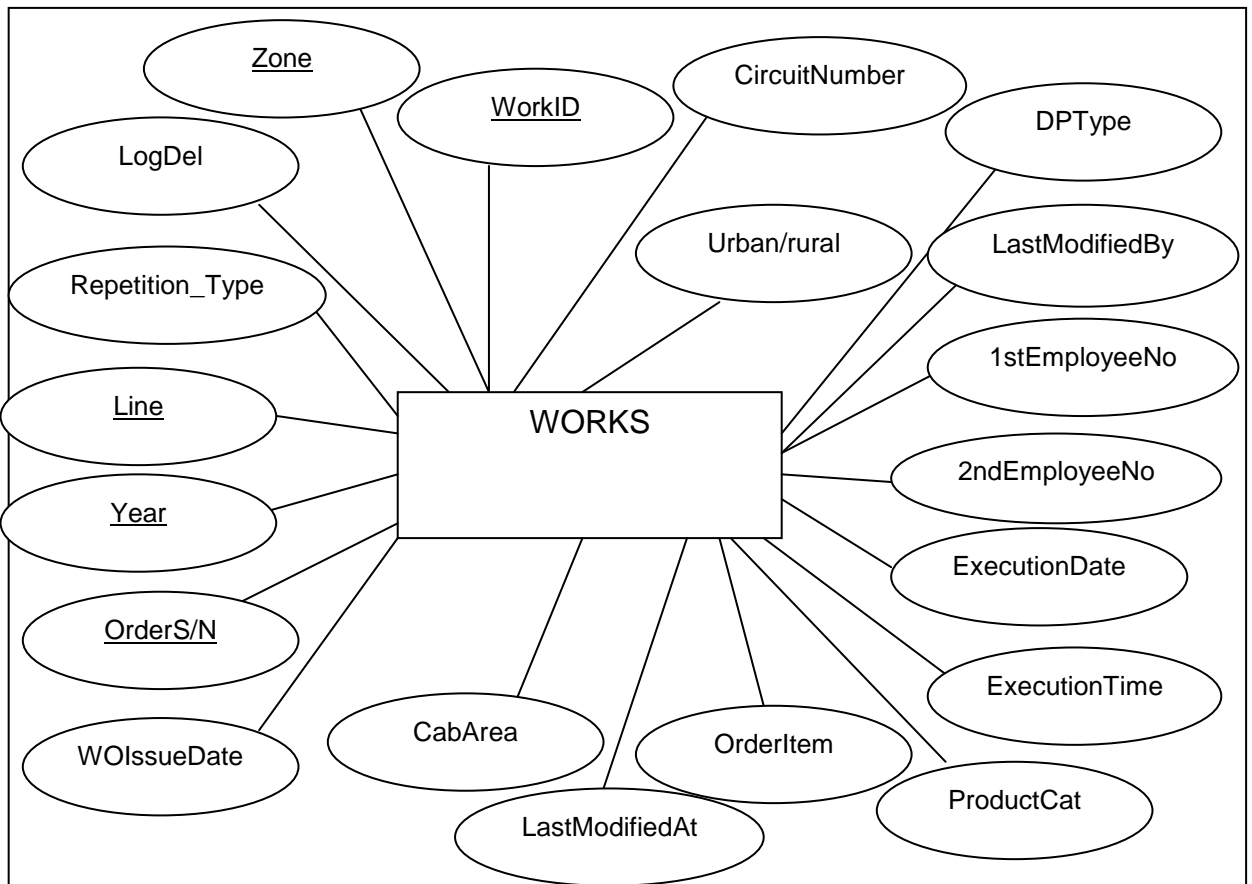 Zone
CircuitNumber
WorkID
DPType
LogDel
Urban/rural
LastModifiedBy
Repetition_Type
1stEmployeeNo
Line
WORKS
2ndEmployeeNo
Year
ExecutionDate
OrderS/N
ExecutionTime
CabArea
OrderItem
WOIssueDate
ProductCat
LastModifiedAt